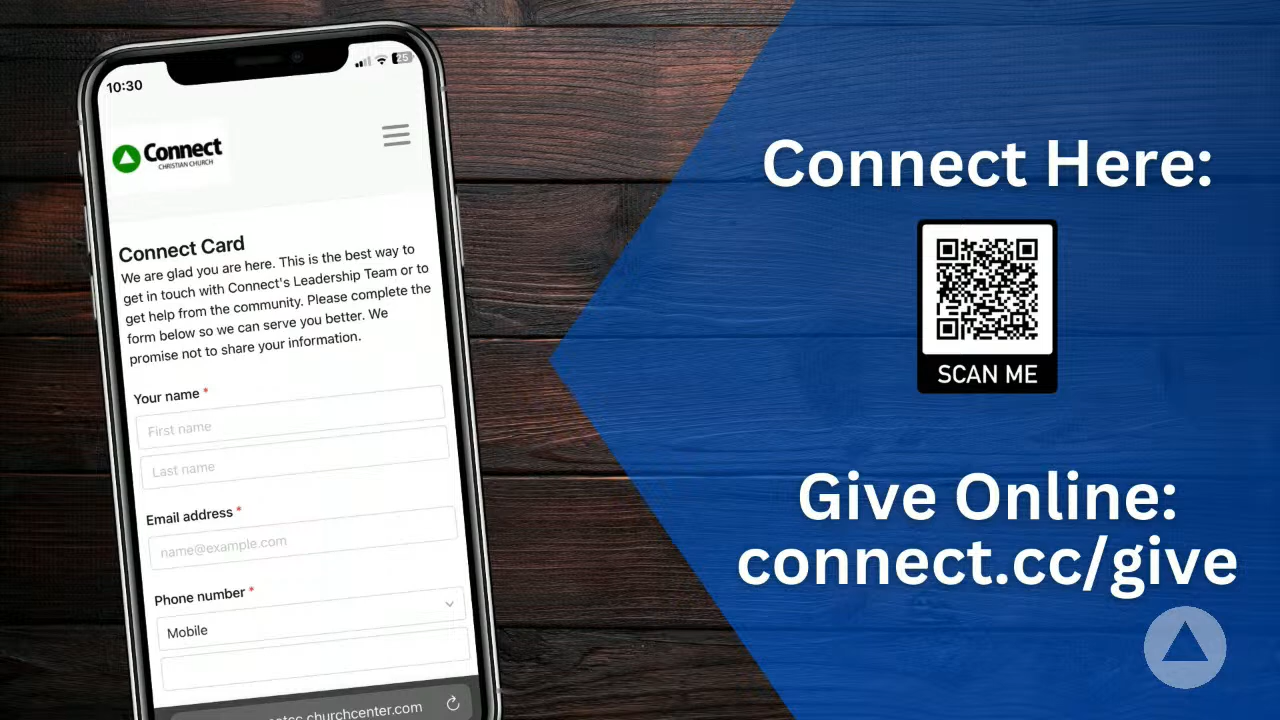 10:30
25
Connect
CHRISTIAN CHURCH
Connect Card
We are glad you are here. This is the best way to
get in touch with Connect's Leadership Team or to
get help from the community. Please complete the
form below so we can serve you better. We
promise not to share your information.
Your name *
First name
Last name
Email address *
name@example.com
Phone number *
Mobile
churchcenter.com
Connect Here:
SCAN ME
Give Online:
connect.cc/give